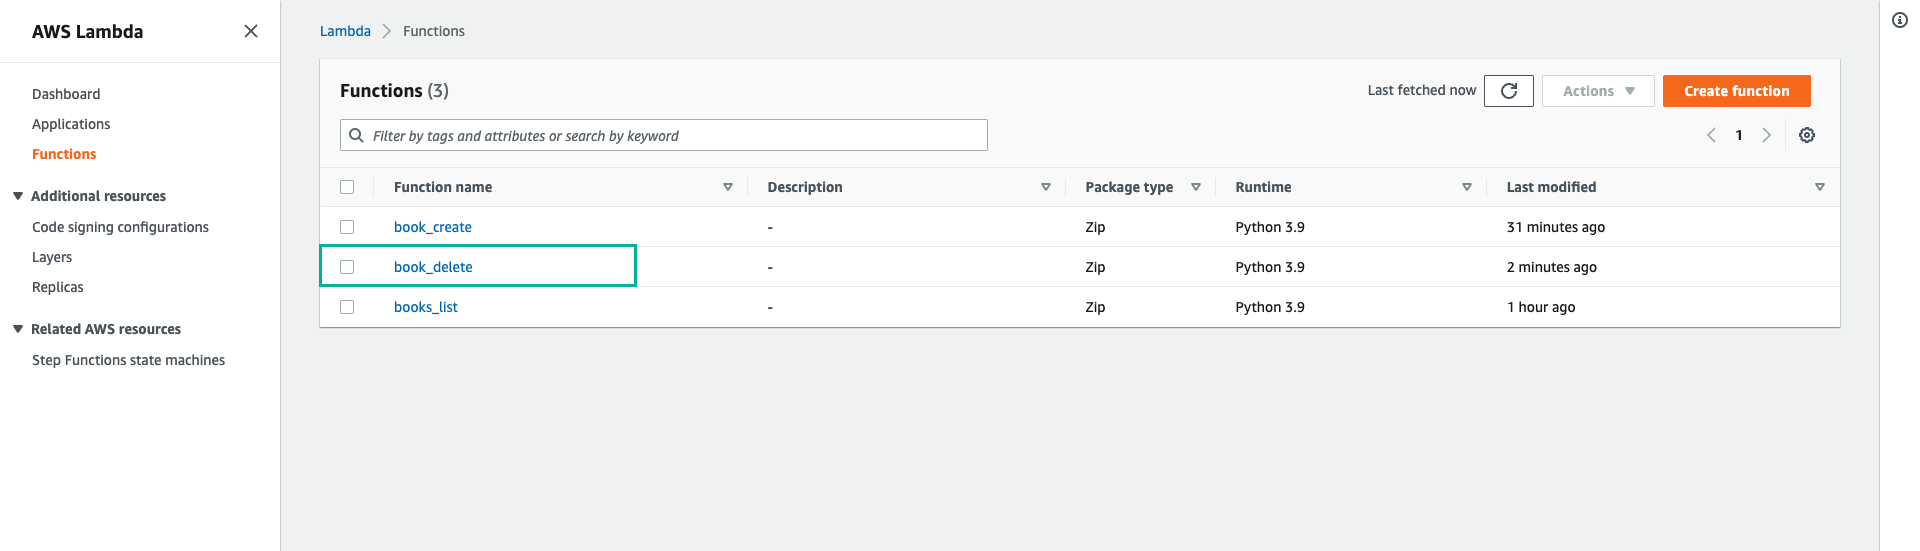 AWS Lambda
Dashboard
Applications
Functions
Additional resources
Code signing configurations
Layers
Replicas
Related AWS resources
Step Functions state machines
Lambda Functions
Functions (3)
Last fetched now Actions Create function
Filter by tags and attributes or search by keyword 1
Function name Description Package type Runtime Last modified
book_create - Zip Python 3.9 31 minutes ago
book_delete - Zip Python 3.9 2 minutes ago
books_list - Zip Python 3.9 1 hour ago